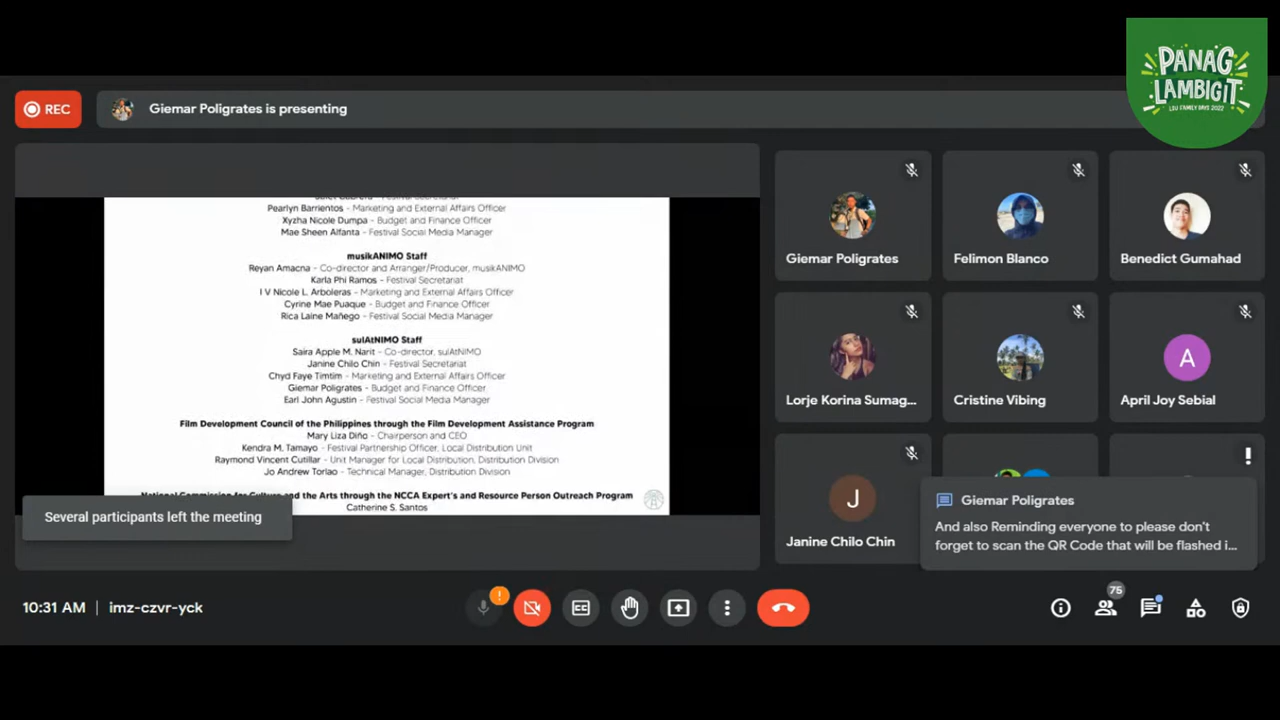 PANAG
LAMBIGIT
LSU FAMILY DAYS 2022
REC
Giemar Poligrates is presenting
Pearlyn Barrientos - Marketing and External Affairs Officer
Xyzha Nicole Dumpa - Budget and Finance Officer
Mae Sheen Alfanta - Festival Social Media Manager
musikANIMO Staff
Reyan Amacna - Co-director and Arranger/Producer, musikANIMO
Karla Phi Ramos - Festival Secretariat
I V Nicole L. Arboleras - Marketing and External Affairs Officer
Cyrine Mae Puaque - Budget and Finance Officer
Rica Laine Mañego - Festival Social Media Manager
sulAtNIMO Staff
Saira Apple M. Narit - Co-director, sulAtNIMO
Janine Chilo Chin - Festival Secretariat
Chyd Faye Timtim - Marketing and External Affairs Officer
Giemar Poligrates - Budget and Finance Officer
Earl John Agustin - Festival Social Media Manager
Film Development Council of the Philippines through the Film Development Assistance Program
Mary Liza Diño - Chairperson and CEO
Kendra M. Tamayo - Festival Partnership Officer, Local Distribution Unit
Raymond Vincent Cutillar - Unit Manager for Local Distribution, Distribution Division
Jo Andrew Torlao - Technical Manager, Distribution Division
National Commission for Culture and the Arts through the NCCA Expert's and Resource Person Outreach Program
Catherine S. Santos
Several participants left the meeting
Giemar Poligrates
Felimon Blanco
Benedict Gumahad
Lorje Korina Sumag...
Cristine Vibing
A
April Joy Sebial
J
Janine Chilo Chin
Giemar Poligrates
And also Reminding everyone to please don't
forget to scan the QR Code that will be flashed i...
10:31 AM | imz-czvr-yck
CC
75